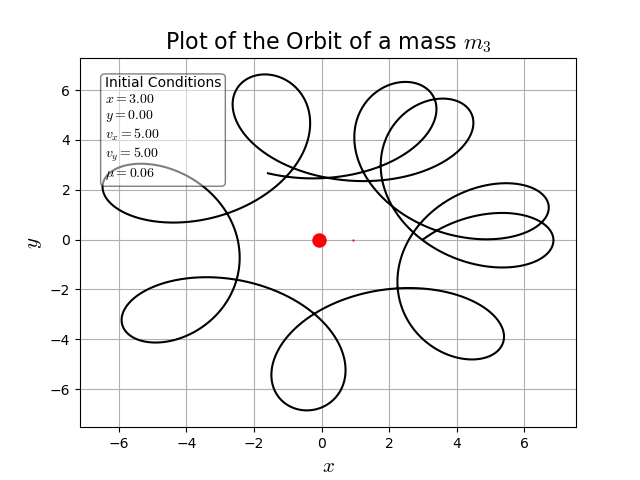 Plot of the Orbit of a mass m₃
Initial Conditions
x = 3.00
y = 0.00
vₓ = 5.00
v_y = 5.00
μ = 0.06
6
4
2
0
−2
−4
−6
y
−6
−4
−2
0
2
4
6
x